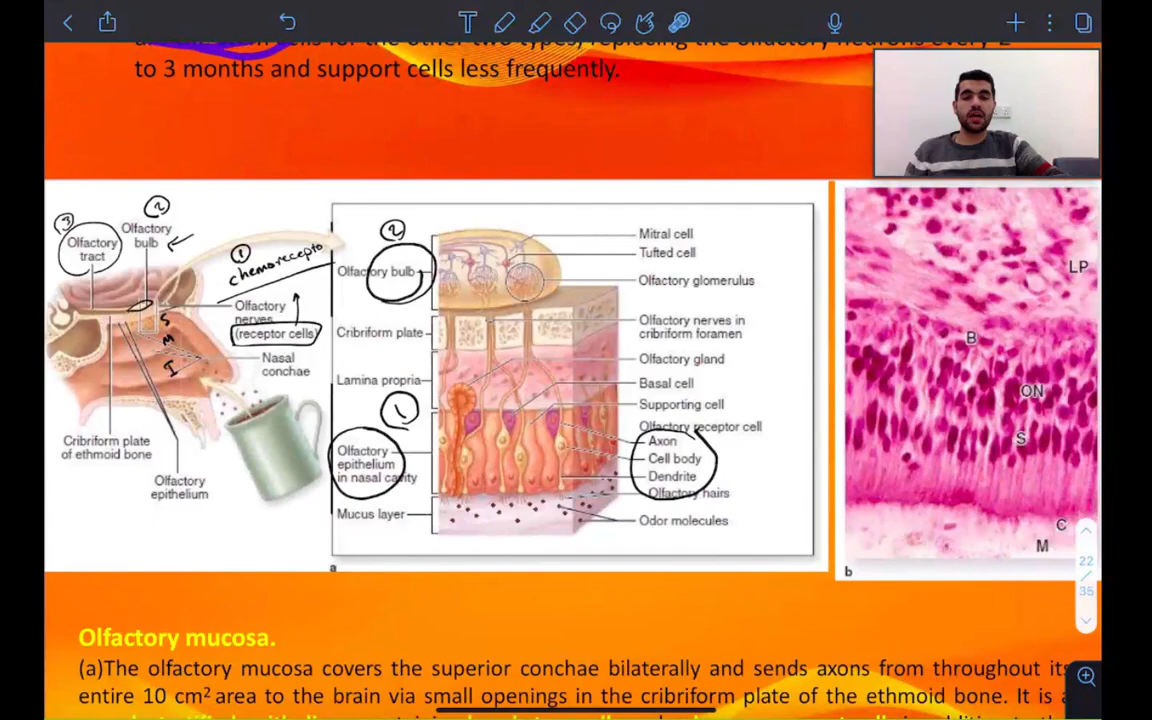 to 3 months and support cells less frequently.
③
②
Olfactory
bulb
Olfactory
tract
①
chemorecepto
Olfactory
nerves
(receptor cells)
S
M
I
Nasal
conchae
Cribriform plate
of ethmoid bone
Olfactory
epithelium
②
Olfactory bulb
Cribriform plate
Lamina propria
①
Olfactory
epithelium
in nasal cavity
Mucus layer
Mitral cell
Tufted cell
Olfactory glomerulus
Olfactory nerves in
cribriform foramen
Olfactory gland
Basal cell
Supporting cell
Olfactory receptor cell
Axon
Cell body
Dendrite
Olfactory hairs
Odor molecules
a
LP
B
ON
S
C
M
b
22
/
35
Olfactory mucosa.
(a)The olfactory mucosa covers the superior conchae bilaterally and sends axons from throughout its
entire 10 cm² area to the brain via small openings in the cribriform plate of the ethmoid bone. It is a